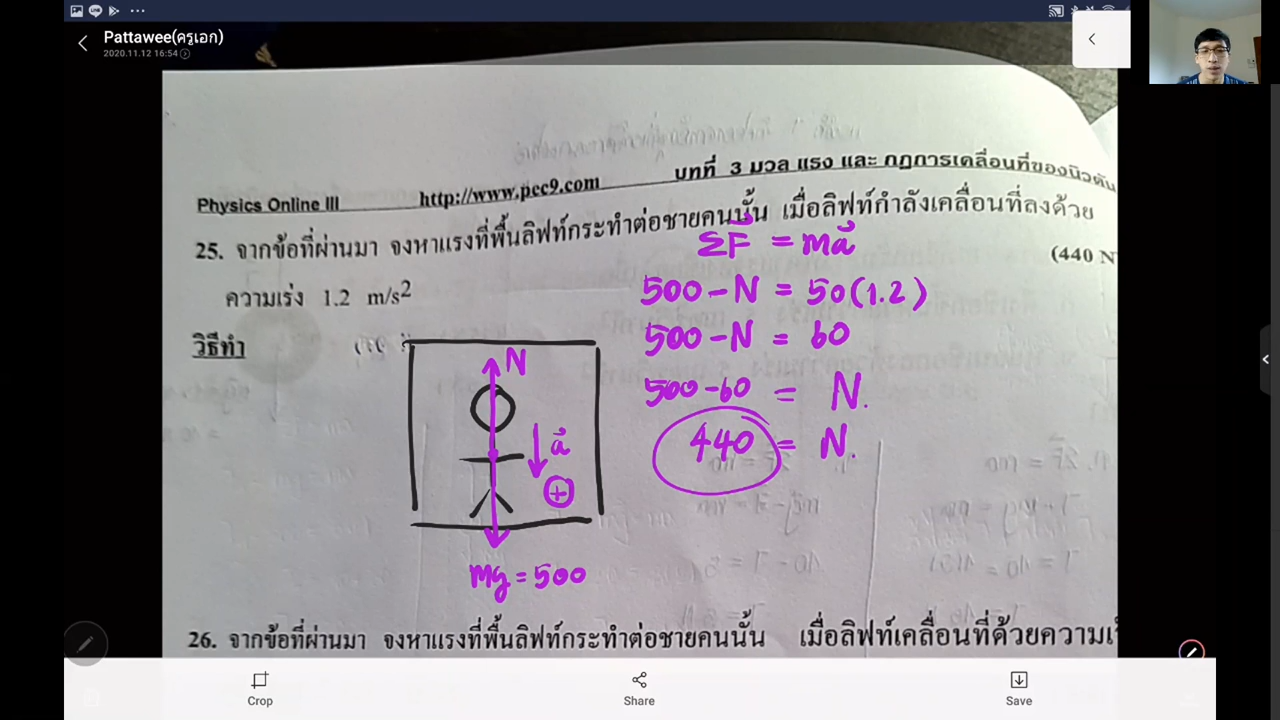 Pattawee(ครูเอก)
2020.11.12 16:54
Physics Online III http://www.pec9.com บทที่ 3 มวล แรง และ กฎการเคลื่อนที่ของนิวตัน
25. จากข้อที่ผ่านมา จงหาแรงที่พื้นลิฟท์กระทำต่อชายคนนั้น เมื่อลิฟท์กำลังเคลื่อนที่ลงด้วย
ความเร่ง 1.2 m/s²
(440 N
วิธีทำ
ΣF⃗ = ma⃗
500 - N = 50(1.2)
500 - N = 60
500 - 60 = N.
440 = N.
N
a⃗
+
mg = 500
26. จากข้อที่ผ่านมา จงหาแรงที่พื้นลิฟท์กระทำต่อชายคนนั้น เมื่อลิฟท์เคลื่อนที่ด้วยความ
Crop
Share
Save